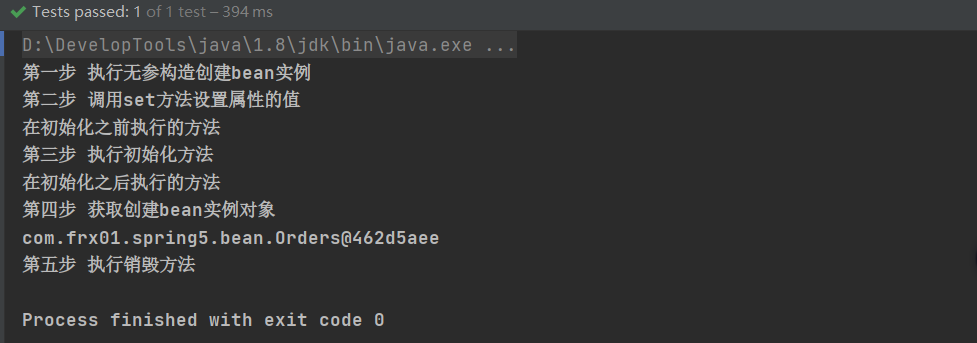 Tests passed: 1 of 1 test – 394 ms
D:\DevelopTools\java\1.8\jdk\bin\java.exe ...
第一步 执行无参构造创建bean实例
第二步 调用set方法设置属性的值
在初始化之前执行的方法
第三步 执行初始化方法
在初始化之后执行的方法
第四步 获取创建bean实例对象
com.frx01.spring5.bean.Orders@462d5aee
第五步 执行销毁方法
Process finished with exit code 0